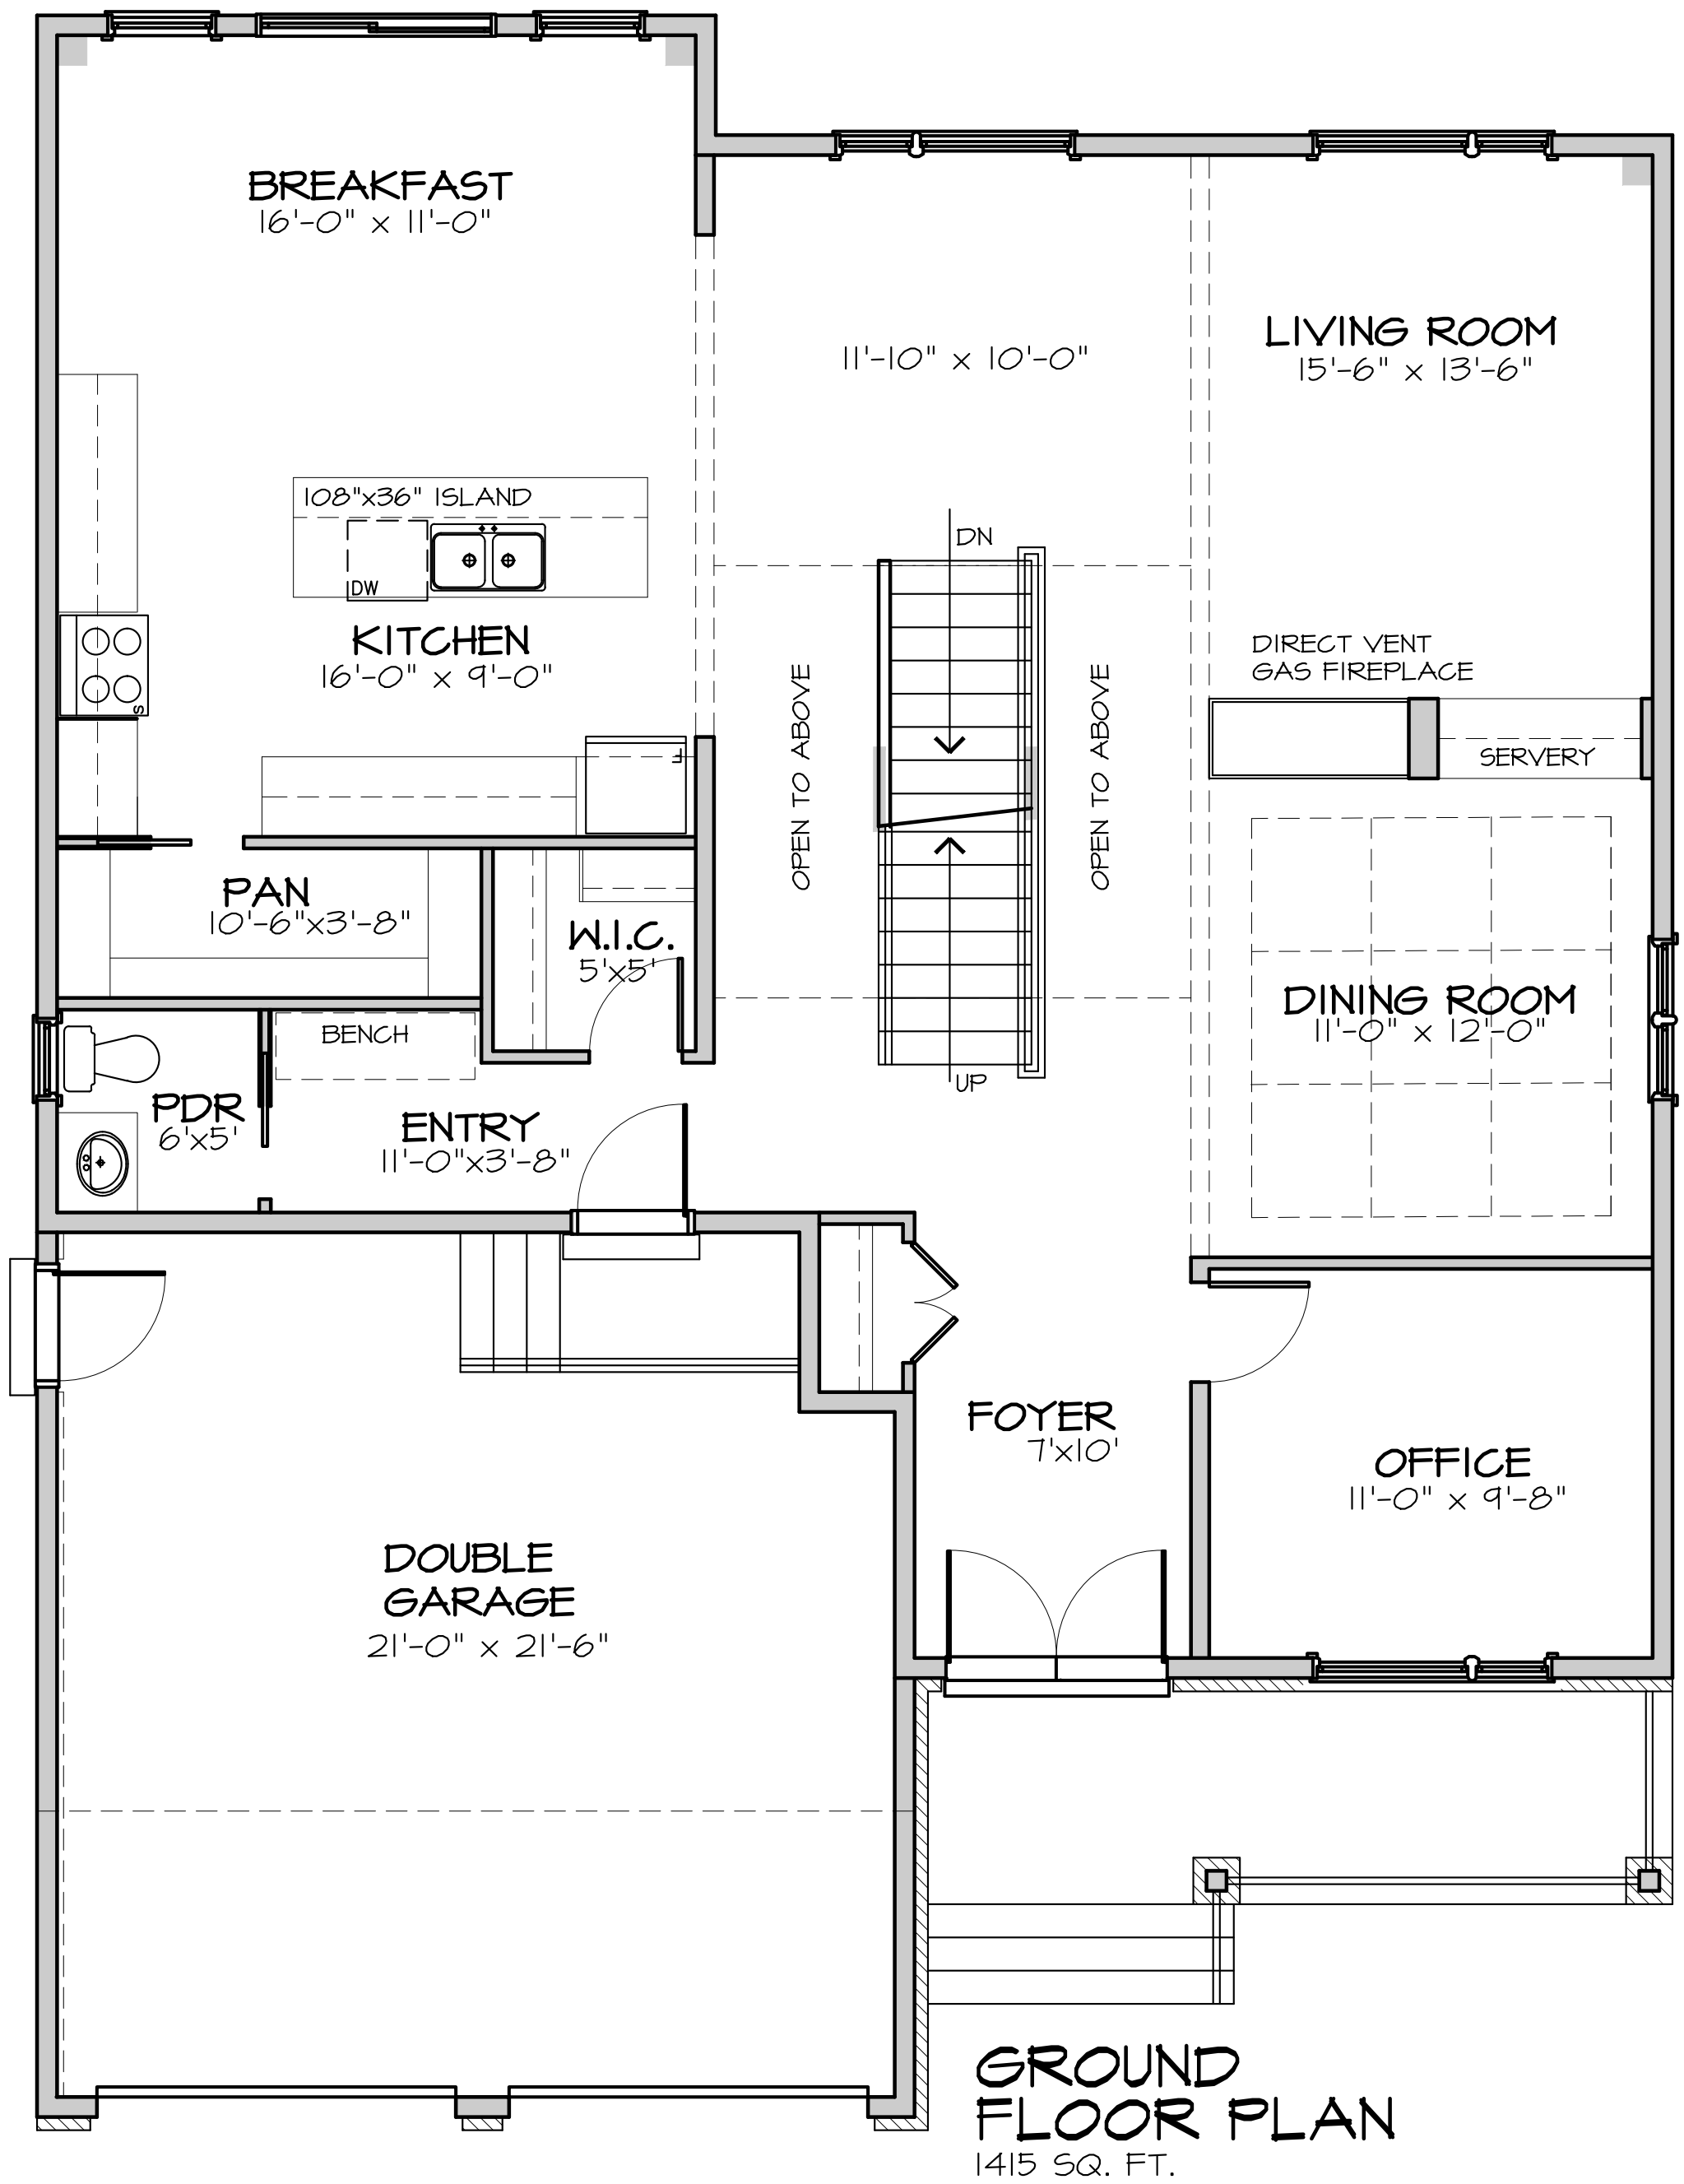 BREAKFAST
16'-0" x 11'-0"
LIVING ROOM
15'-6" x 13'-6"
11'-10" x 10'-0"
108"x36" ISLAND
DW
DN
KITCHEN
16'-0" x 9'-0"
S
DIRECT VENT
GAS FIREPLACE
OPEN TO ABOVE
OPEN TO ABOVE
SERVERY
PAN
10'-6"x3'-8"
W.I.C.
5'x5'
DINING ROOM
11'-0" x 12'-0"
BENCH
UP
PDR
6'x5'
ENTRY
11'-0"x3'-8"
FOYER
7'x10'
OFFICE
11'-0" x 9'-8"
DOUBLE
GARAGE
21'-0" x 21'-6"
GROUND
FLOOR PLAN
1415 SQ. FT.